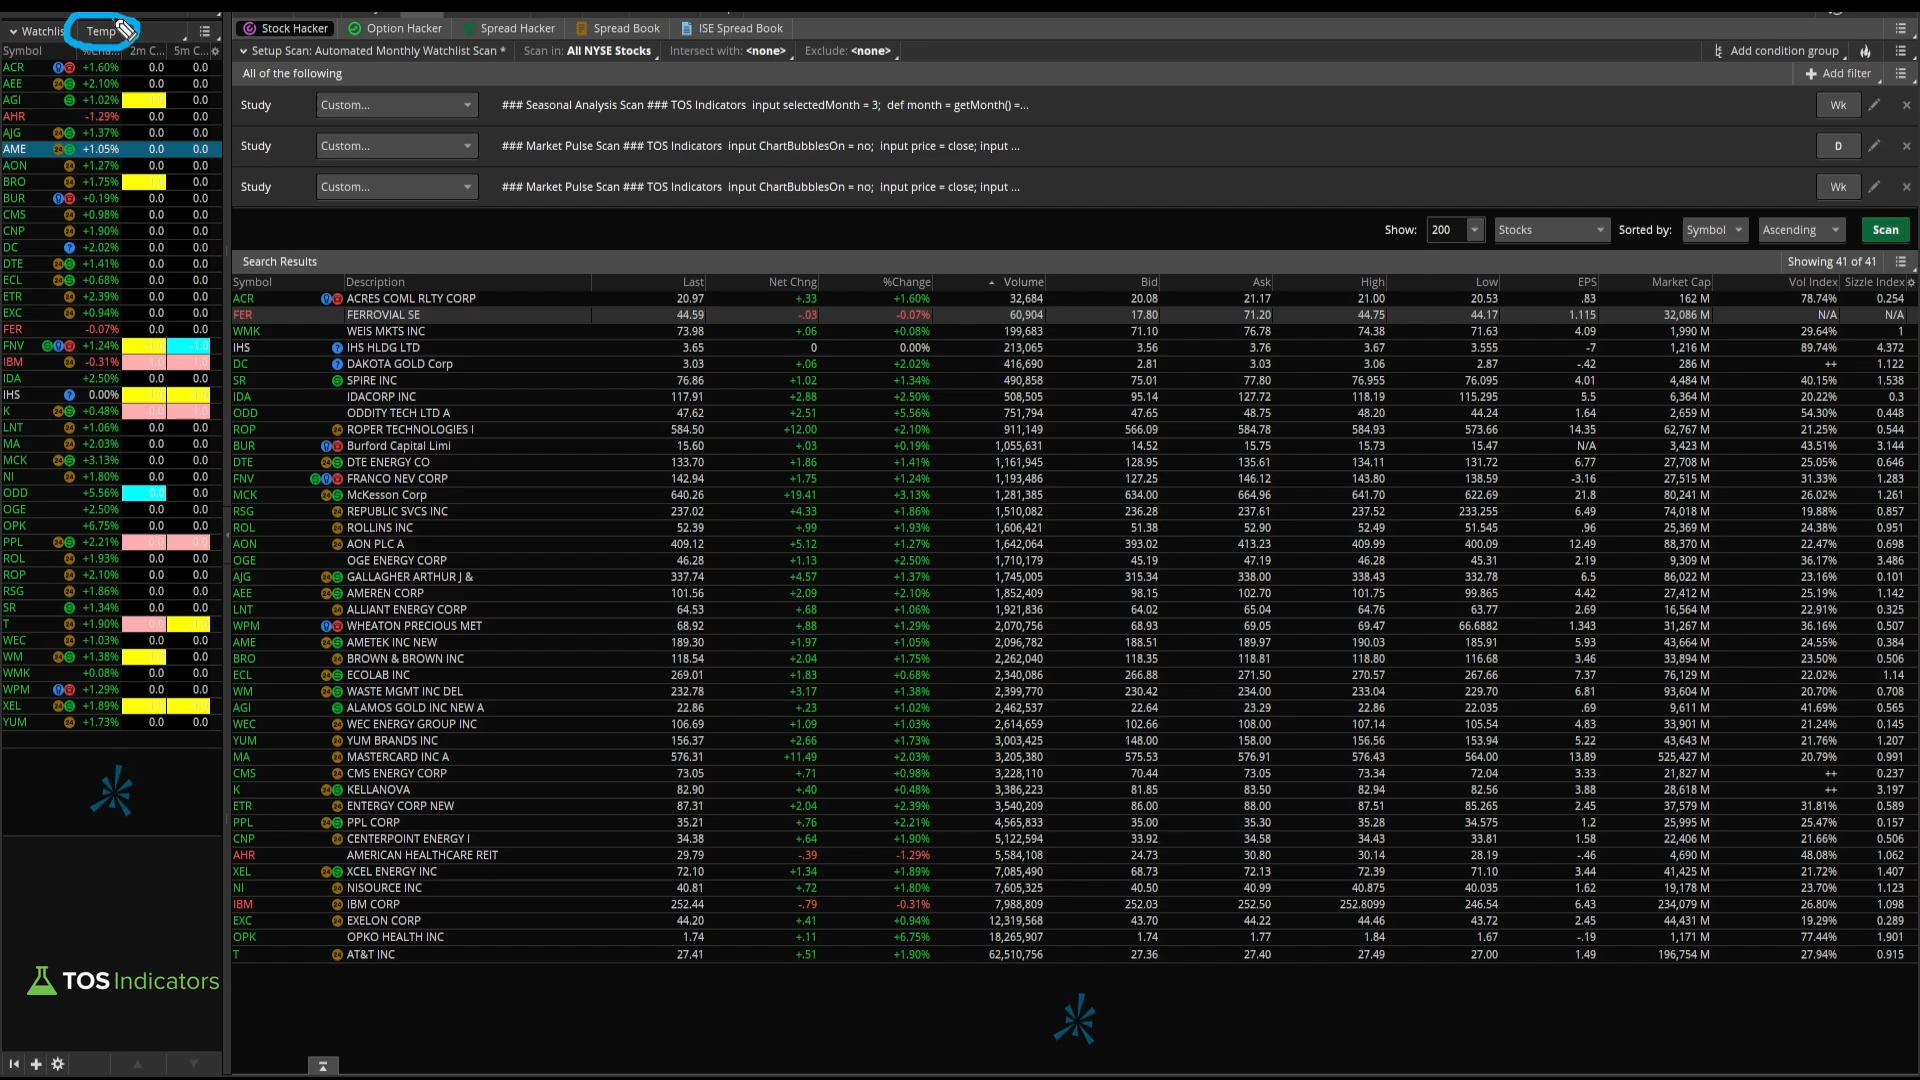 Watchlis Temp
Symbol %Cha... 2m C... 5m C...
ACR +1.60% 0.0 0.0
AEE +2.10% 0.0 0.0
AGI +1.02% 0.0
AHR -1.29% 0.0 0.0
AJG +1.37% 0.0 0.0
AME +1.05% 0.0 0.0
AON +1.27% 0.0 0.0
BRO +1.75% 0.0
BUR +0.19% 0.0 0.0
CMS +0.98% 0.0 0.0
CNP +1.90% 0.0 0.0
DC +2.02% 0.0 0.0
DTE +1.41% 0.0 0.0
ECL +0.68% 0.0 0.0
ETR +2.39% 0.0 0.0
EXC +0.94% 0.0 0.0
FER -0.07% 0.0 0.0
FNV +1.24% -1.0
IBM -0.31% 1.0 1.0
IDA +2.50% 0.0 0.0
IHS 0.00%
K +0.48% 0.0 1.0
LNT +1.06% 0.0 0.0
MA +2.03% 0.0 0.0
MCK +3.13% 0.0 0.0
NI +1.80% 0.0 0.0
ODD +5.56% 0.0 0.0
OGE +2.50% 0.0 0.0
OPK +6.75% 0.0 0.0
PPL +2.21% 0.0 0.0
ROL +1.93% 0.0 0.0
ROP +2.10% 0.0 0.0
RSG +1.86% 0.0 0.0
SR +1.34% 0.0 0.0
T +1.90% 0.0
WEC +1.03% 0.0 0.0
WM +1.38% 0.0
WMK +0.08% 0.0 0.0
WPM +1.29% 0.0 0.0
XEL +1.89%
YUM +1.73% 0.0 0.0
TOS Indicators
Stock Hacker Option Hacker Spread Hacker Spread Book ISE Spread Book
Setup Scan: Automated Monthly Watchlist Scan * Scan in: All NYSE Stocks Intersect with: <none> Exclude: <none> Add condition group
All of the following Add filter
Study Custom... ### Seasonal Analysis Scan ### TOS Indicators input selectedMonth = 3; def month = getMonth() =... Wk
Study Custom... ### Market Pulse Scan ### TOS Indicators input ChartBubblesOn = no; input price = close; input ... D
Study Custom... ### Market Pulse Scan ### TOS Indicators input ChartBubblesOn = no; input price = close; input ... Wk
Show: 200 Stocks Sorted by: Symbol Ascending Scan
Search Results Showing 41 of 41
Symbol Description Last Net Chng %Change Volume Bid Ask High Low EPS Market Cap Vol Index Sizzle Index
ACR ACRES COML RLTY CORP 20.97 +.33 +1.60% 32,684 20.08 21.17 21.00 20.53 .83 162 M 78.74% 0.254
FER FERROVIAL SE 44.59 -.03 -0.07% 60,904 17.80 71.20 44.75 44.17 1.115 32,086 M N/A N/A
WMK WEIS MKTS INC 73.98 +.06 +0.08% 199,683 71.10 76.78 74.38 71.63 4.09 1,990 M 29.64% 1
IHS IHS HLDG LTD 3.65 0 0.00% 213,065 3.56 3.76 3.67 3.555 -7 1,216 M 89.74% 4.372
DC DAKOTA GOLD Corp 3.03 +.06 +2.02% 416,690 2.81 3.03 3.06 2.87 -.42 286 M ++ 1.122
SR SPIRE INC 76.86 +1.02 +1.34% 490,858 75.01 77.80 76.955 76.095 4.01 4,484 M 40.15% 1.538
IDA IDACORP INC 117.91 +2.88 +2.50% 508,505 95.14 127.72 118.19 115.295 5.5 6,364 M 20.22% 0.3
ODD ODDITY TECH LTD A 47.62 +2.51 +5.56% 751,794 47.65 48.75 48.20 44.24 1.64 2,659 M 54.30% 0.448
ROP ROPER TECHNOLOGIES I 584.50 +12.00 +2.10% 911,149 566.09 584.78 584.93 573.66 14.35 62,767 M 21.25% 0.544
BUR Burford Capital Limi 15.60 +.03 +0.19% 1,055,631 14.52 15.75 15.73 15.47 N/A 3,423 M 43.51% 3.144
DTE DTE ENERGY CO 133.70 +1.86 +1.41% 1,161,945 128.95 135.61 134.11 131.72 6.77 27,708 M 25.05% 0.646
FNV FRANCO NEV CORP 142.94 +1.75 +1.24% 1,193,486 127.25 146.12 143.80 138.59 -3.16 27,515 M 31.33% 1.283
MCK McKesson Corp 640.26 +19.41 +3.13% 1,281,385 634.00 664.96 641.70 622.69 21.8 80,241 M 26.02% 1.261
RSG REPUBLIC SVCS INC 237.02 +4.33 +1.86% 1,510,082 236.28 237.61 237.52 233.255 6.49 74,018 M 19.88% 0.857
ROL ROLLINS INC 52.39 +.99 +1.93% 1,606,421 51.38 52.90 52.49 51.545 .96 25,369 M 24.38% 0.951
AON AON PLC A 409.12 +5.12 +1.27% 1,642,064 393.02 413.23 409.99 400.09 12.49 88,370 M 22.47% 0.698
OGE OGE ENERGY CORP 46.28 +1.13 +2.50% 1,710,179 45.19 47.19 46.28 45.31 2.19 9,309 M 36.17% 3.486
AJG GALLAGHER ARTHUR J & 337.74 +4.57 +1.37% 1,745,005 315.34 338.00 338.43 332.78 6.5 86,022 M 23.16% 0.101
AEE AMEREN CORP 101.56 +2.09 +2.10% 1,852,409 98.15 102.70 101.75 99.865 4.42 27,412 M 25.19% 1.142
LNT ALLIANT ENERGY CORP 64.53 +.68 +1.06% 1,921,836 64.02 65.04 64.76 63.77 2.69 16,564 M 22.91% 0.325
WPM WHEATON PRECIOUS MET 68.92 +.88 +1.29% 2,070,756 68.93 69.05 69.47 66.6882 1.343 31,267 M 36.16% 0.507
AME AMETEK INC NEW 189.30 +1.97 +1.05% 2,096,782 188.51 189.97 190.03 185.91 5.93 43,664 M 24.55% 0.384
BRO BROWN & BROWN INC 118.54 +2.04 +1.75% 2,262,040 118.35 118.81 118.80 116.68 3.46 33,894 M 23.50% 0.506
ECL ECOLAB INC 269.01 +1.83 +0.68% 2,340,086 266.88 271.50 270.57 267.66 7.37 76,129 M 22.02% 1.14
WM WASTE MGMT INC DEL 232.78 +3.17 +1.38% 2,399,770 230.42 234.00 233.04 229.70 6.81 93,604 M 20.70% 0.708
AGI ALAMOS GOLD INC NEW A 22.86 +.23 +1.02% 2,462,537 22.64 23.29 22.86 22.035 .69 9,611 M 41.69% 0.565
WEC WEC ENERGY GROUP INC 106.69 +1.09 +1.03% 2,614,659 102.66 108.00 107.14 105.54 4.83 33,901 M 21.24% 0.145
YUM YUM BRANDS INC 156.37 +2.66 +1.73% 3,003,425 148.00 158.00 156.56 153.94 5.22 43,643 M 21.76% 1.207
MA MASTERCARD INC A 576.31 +11.49 +2.03% 3,205,380 575.53 576.91 576.43 564.00 13.89 525,427 M 20.79% 0.991
CMS CMS ENERGY CORP 73.05 +.71 +0.98% 3,228,110 70.44 73.05 73.34 72.04 3.33 21,827 M ++ 0.237
K KELLANOVA 82.90 +.40 +0.48% 3,386,223 81.85 83.50 82.94 82.56 3.88 28,618 M ++ 3.197
ETR ENTERGY CORP NEW 87.31 +2.04 +2.39% 3,540,209 86.00 88.00 87.51 85.265 2.45 37,579 M 31.81% 0.589
PPL PPL CORP 35.21 +.76 +2.21% 4,565,833 35.00 35.30 35.28 34.575 1.2 25,995 M 25.47% 0.157
CNP CENTERPOINT ENERGY I 34.38 +.64 +1.90% 5,122,594 33.92 34.58 34.43 33.81 1.58 22,406 M 21.66% 0.506
AHR AMERICAN HEALTHCARE REIT 29.79 -.39 -1.29% 5,584,108 24.73 30.80 30.14 28.19 -.46 4,690 M 48.08% 1.062
XEL XCEL ENERGY INC 72.10 +1.34 +1.89% 7,085,490 68.73 72.13 72.39 71.10 3.44 41,425 M 21.72% 1.407
NI NISOURCE INC 40.81 +.72 +1.80% 7,605,325 40.50 40.99 40.875 40.035 1.62 19,178 M 23.70% 1.123
IBM IBM CORP 252.44 -.79 -0.31% 7,988,809 252.03 252.50 252.8099 246.54 6.43 234,079 M 26.80% 1.098
EXC EXELON CORP 44.20 +.41 +0.94% 12,319,568 43.70 44.22 44.46 43.72 2.45 44,431 M 19.29% 0.289
OPK OPKO HEALTH INC 1.74 +.11 +6.75% 18,265,907 1.74 1.77 1.84 1.67 -.19 1,171 M 77.44% 1.901
T AT&T INC 27.41 +.51 +1.90% 62,510,756 27.36 27.40 27.49 27.00 1.49 196,754 M 27.94% 0.915